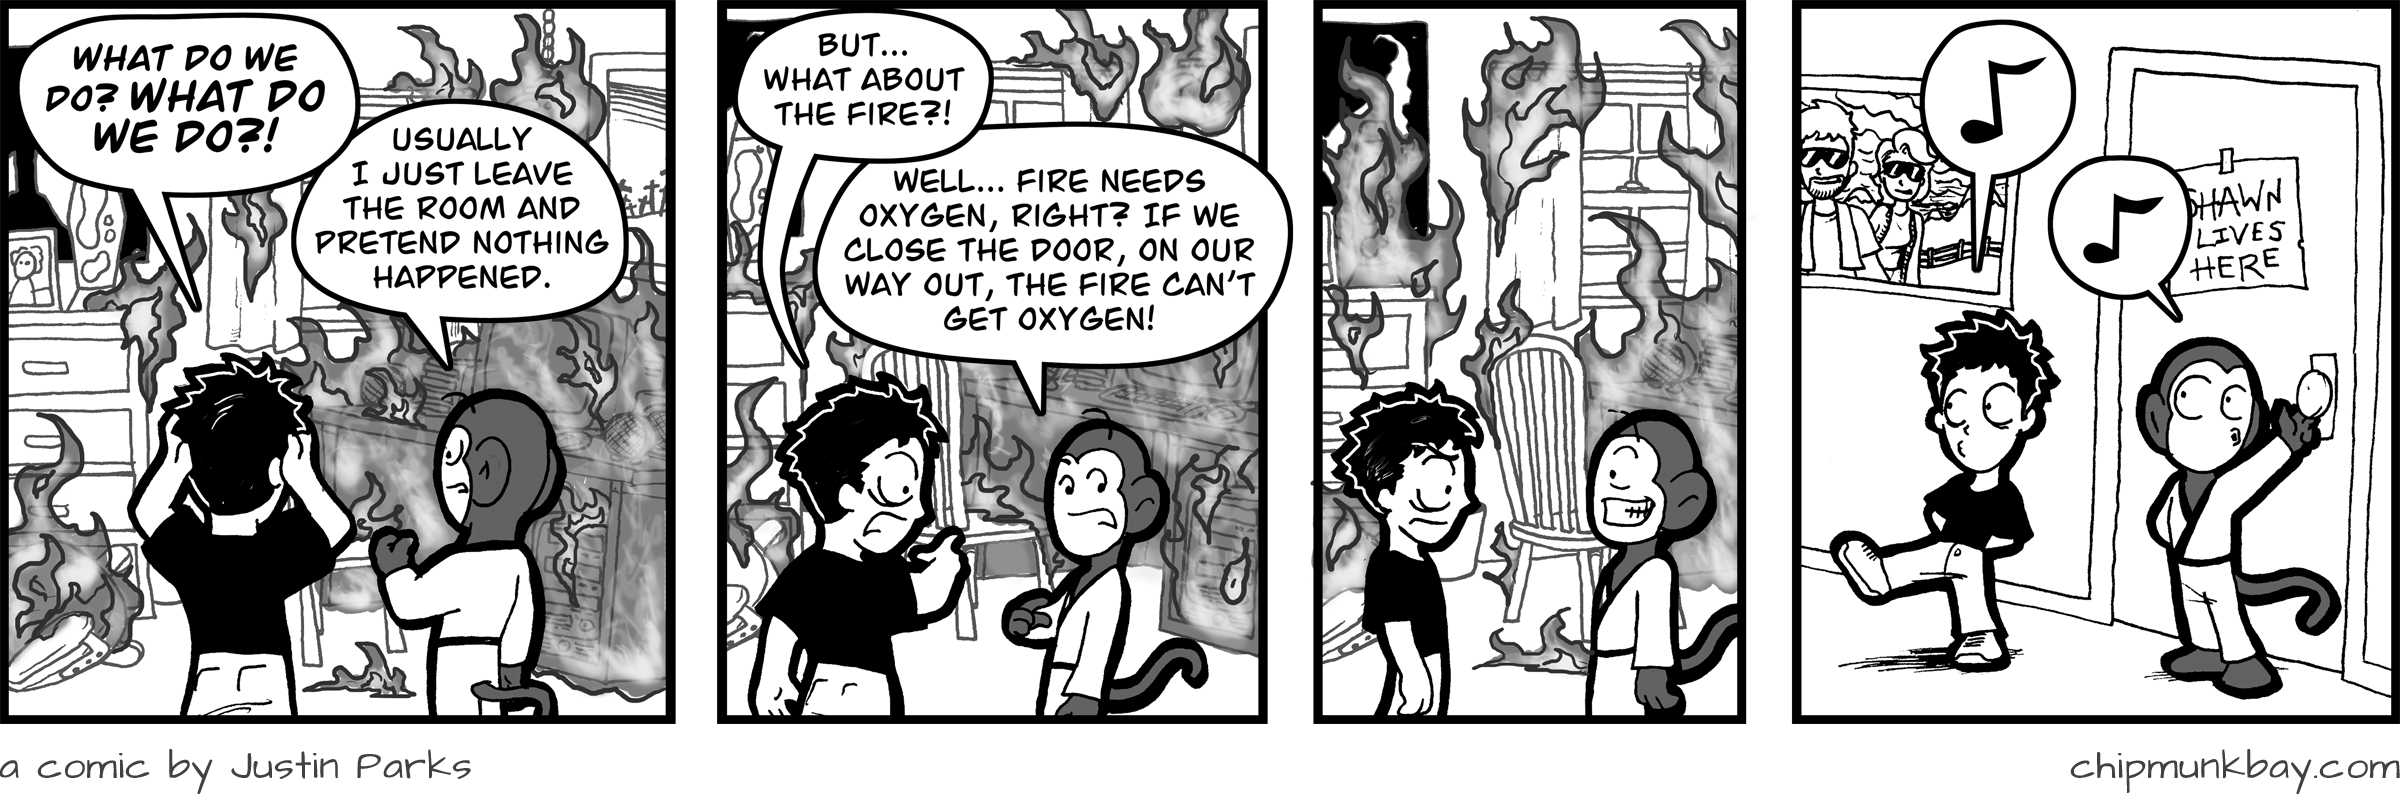 WHAT DO WE
DO? WHAT DO
WE DO?!
USUALLY
I JUST LEAVE
THE ROOM AND
PRETEND NOTHING
HAPPENED.
BUT...
WHAT ABOUT
THE FIRE?!
WELL... FIRE NEEDS
OXYGEN, RIGHT? IF WE
CLOSE THE DOOR, ON OUR
WAY OUT, THE FIRE CAN'T
GET OXYGEN!
SHAWN
LIVES
HERE
a comic by Justin Parks
chipmunkbay.com